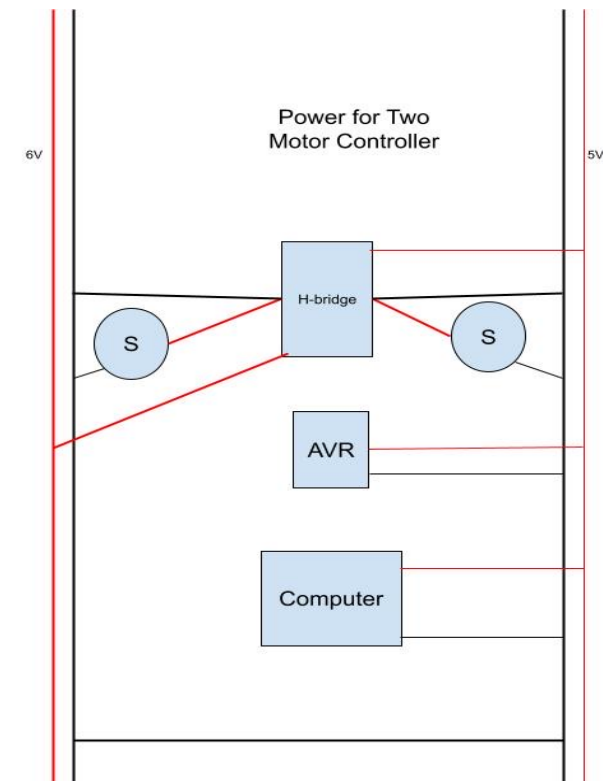 Power for Two
Motor Controller
6V
5V
H-bridge
S
S
AVR
Computer